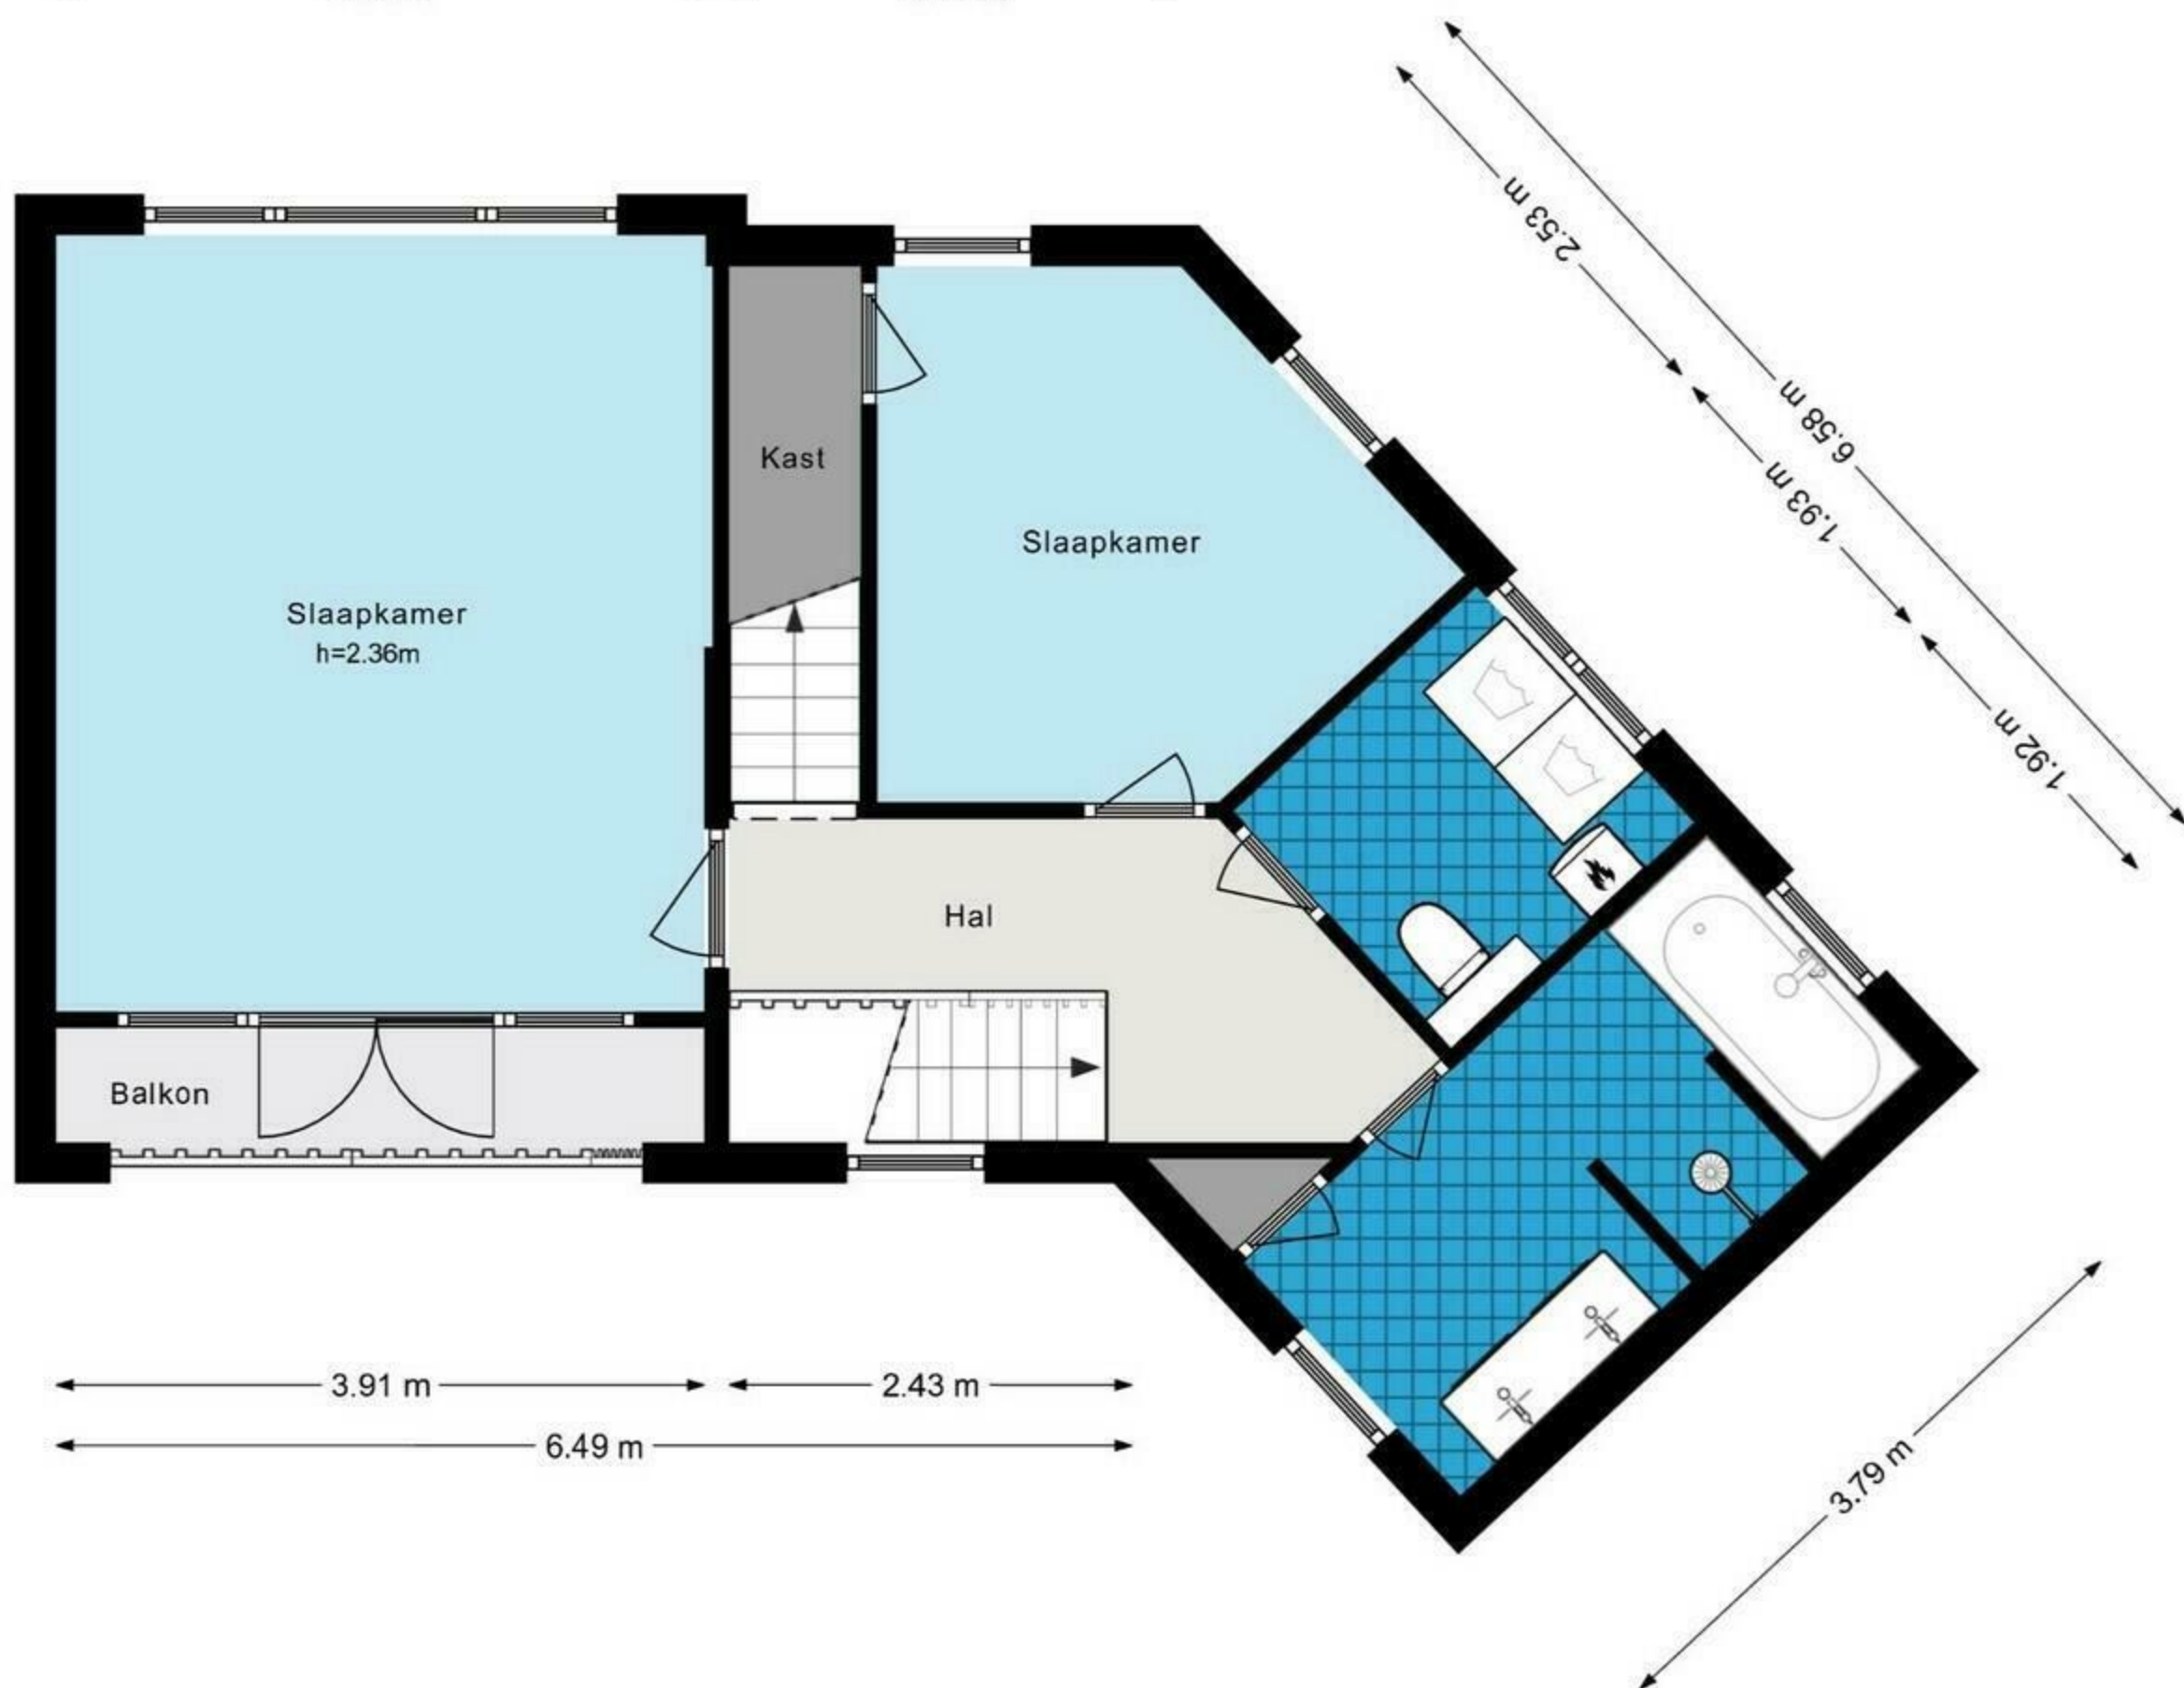 2.53 m
6.58 m
1.93 m
1.92 m
Kast
Slaapkamer
Slaapkamer
h=2.36m
Hal
Balkon
3.91 m
2.43 m
6.49 m
3.79 m